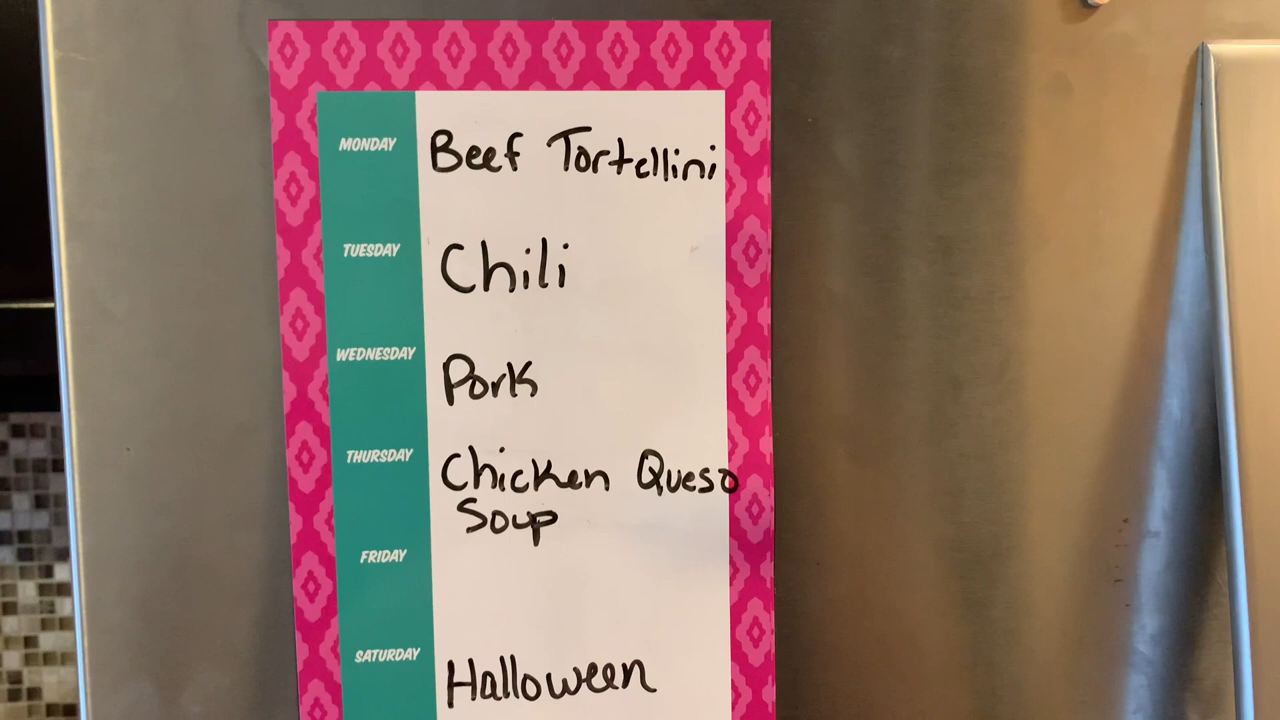 MONDAY Beef Tortellini
TUESDAY Chili
WEDNESDAY Pork
THURSDAY Chicken Queso
Soup
FRIDAY
SATURDAY Halloween